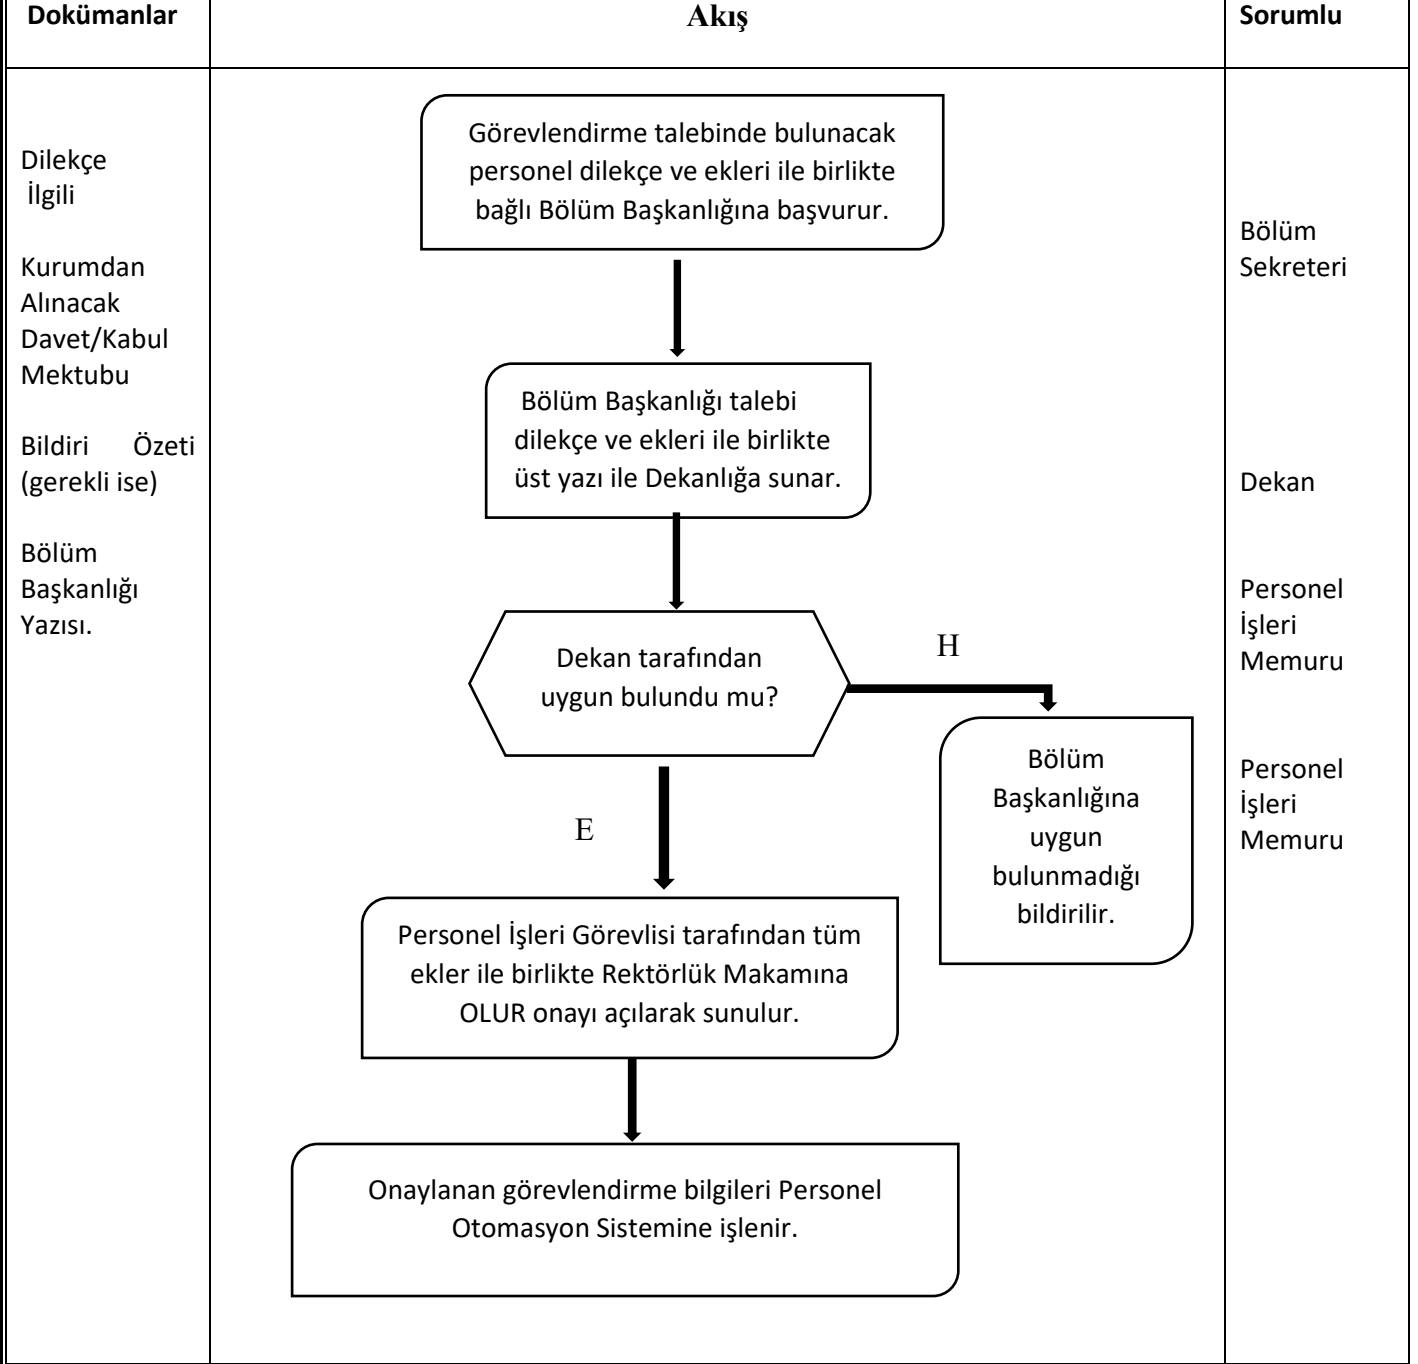 Dokümanlar
Akış
Sorumlu
Dilekçe
İlgili
Kurumdan
Alınacak
Davet/Kabul
Mektubu
Bildiri Özeti
(gerekli ise)
Bölüm
Başkanlığı
Yazısı.
Görevlendirme talebinde bulunacak
personel dilekçe ve ekleri ile birlikte
bağlı Bölüm Başkanlığına başvurur.
Bölüm Başkanlığı talebi
dilekçe ve ekleri ile birlikte
üst yazı ile Dekanlığa sunar.
Dekan tarafından
uygun bulundu mu?
H
Bölüm
Başkanlığına
uygun
bulunmadığı
bildirilir.
E
Personel İşleri Görevlisi tarafından tüm
ekler ile birlikte Rektörlük Makamına
OLUR onayı açılarak sunulur.
Onaylanan görevlendirme bilgileri Personel
Otomasyon Sistemine işlenir.
Bölüm
Sekreteri
Dekan
Personel
İşleri
Memuru
Personel
İşleri
Memuru